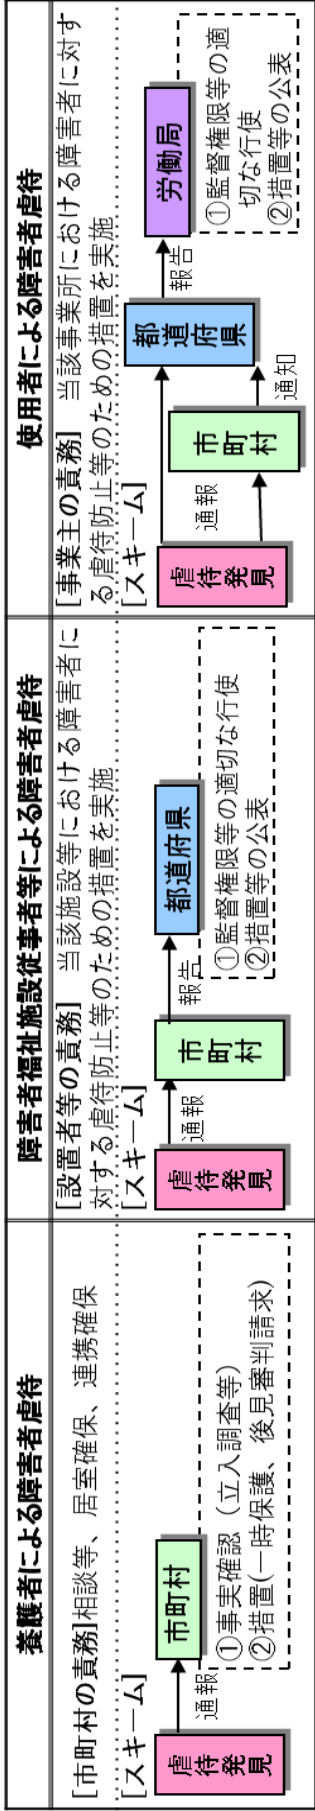 養護者による障害者虐待
[市町村の責務]相談等、居室確保、連携確保
[スキーム]
虐待発見
通報
市町村
①事実確認（立入調査等）
②措置(一時保護、後見審判請求)
障害者福祉施設従事者等による障害者虐待
[設置者等の責務]　当該施設等における障害者に
対する虐待防止等のための措置を実施
[スキーム]
虐待発見
通報
市町村
報告
都道府県
①監督権限等の適切な行使
②措置等の公表
使用者による障害者虐待
[事業主の責務]　当該事業所における障害者に対す
る虐待防止等のための措置を実施
[スキーム]
虐待発見
通報
市町村
通知
都道府県
報告
労働局
①監督権限等の適
切な行使
②措置等の公表